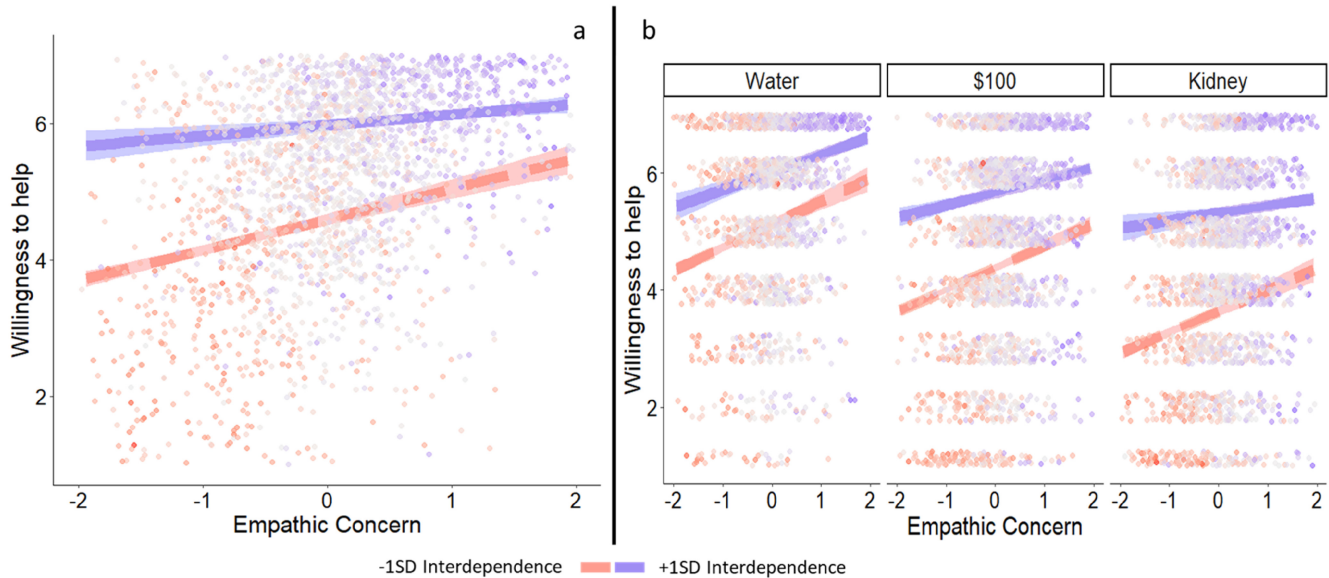 a
Willingness to help
6
4
2
-2
-1
0
1
2
Empathic Concern
b
Water
$100
Kidney
Willingness to help
6
4
2
-2 -1 0 1 2
-2 -1 0 1 2
-2 -1 0 1 2
Empathic Concern
-1SD Interdependence
+1SD Interdependence